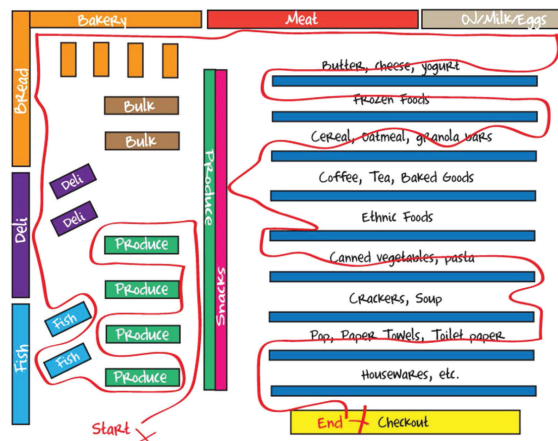 Bakery
Meat
OJ/Milk/Eggs
Bread
Butter, cheese, yogurt
Bulk
Frozen Foods
Bulk
Cereal, Oatmeal, granola bars
Produce
Coffee, Tea, Baked Goods
Deli
Deli
Deli
Ethnic Foods
Produce
Canned vegetables, pasta
Produce
Snacks
Crackers, Soup
Fish
Fish
Produce
Pop, Paper Towels, Toilet paper
Fish
Produce
Housewares, etc.
Start
End
Checkout